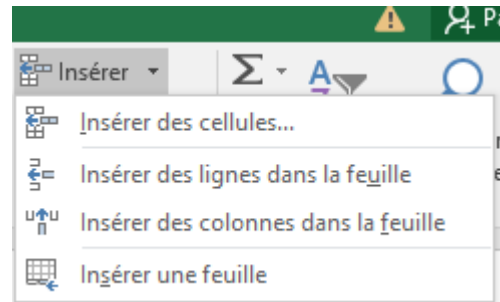 Insérer
Insérer des cellules...
Insérer des lignes dans la feuille
Insérer des colonnes dans la feuille
Insérer une feuille